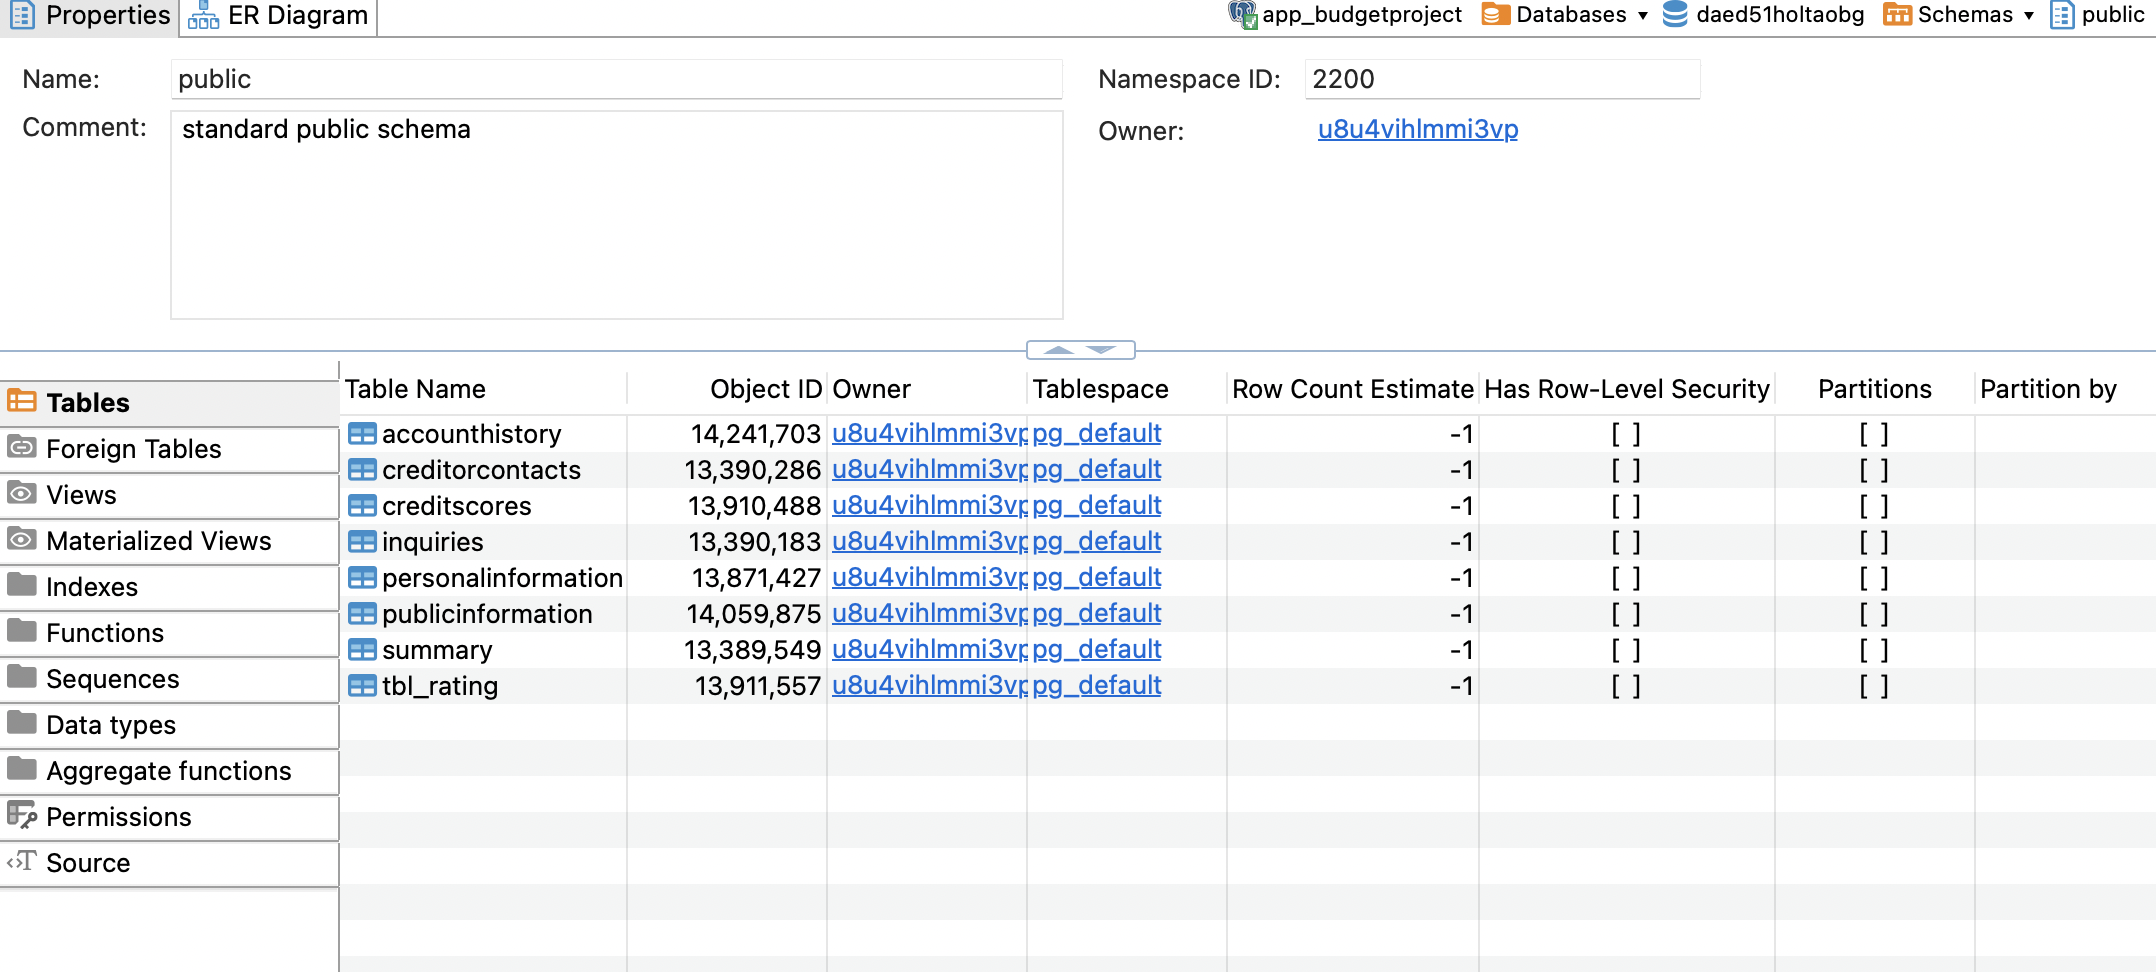 Properties ER Diagram app_budgetproject Databases daed51holtaobg Schemas public
Name: public Namespace ID: 2200
Comment: standard public schema Owner: u8u4vihlmmi3vp
Table Name Object ID Owner Tablespace Row Count Estimate Has Row-Level Security Partitions Partition by
Tables
Foreign Tables
Views
Materialized Views
Indexes
Functions
Sequences
Data types
Aggregate functions
Permissions
Source
accounthistory 14,241,703 u8u4vihlmmi3vp pg_default -1 [ ] [ ]
creditorcontacts 13,390,286 u8u4vihlmmi3vp pg_default -1 [ ] [ ]
creditscores 13,910,488 u8u4vihlmmi3vp pg_default -1 [ ] [ ]
inquiries 13,390,183 u8u4vihlmmi3vp pg_default -1 [ ] [ ]
personalinformation 13,871,427 u8u4vihlmmi3vp pg_default -1 [ ] [ ]
publicinformation 14,059,875 u8u4vihlmmi3vp pg_default -1 [ ] [ ]
summary 13,389,549 u8u4vihlmmi3vp pg_default -1 [ ] [ ]
tbl_rating 13,911,557 u8u4vihlmmi3vp pg_default -1 [ ] [ ]